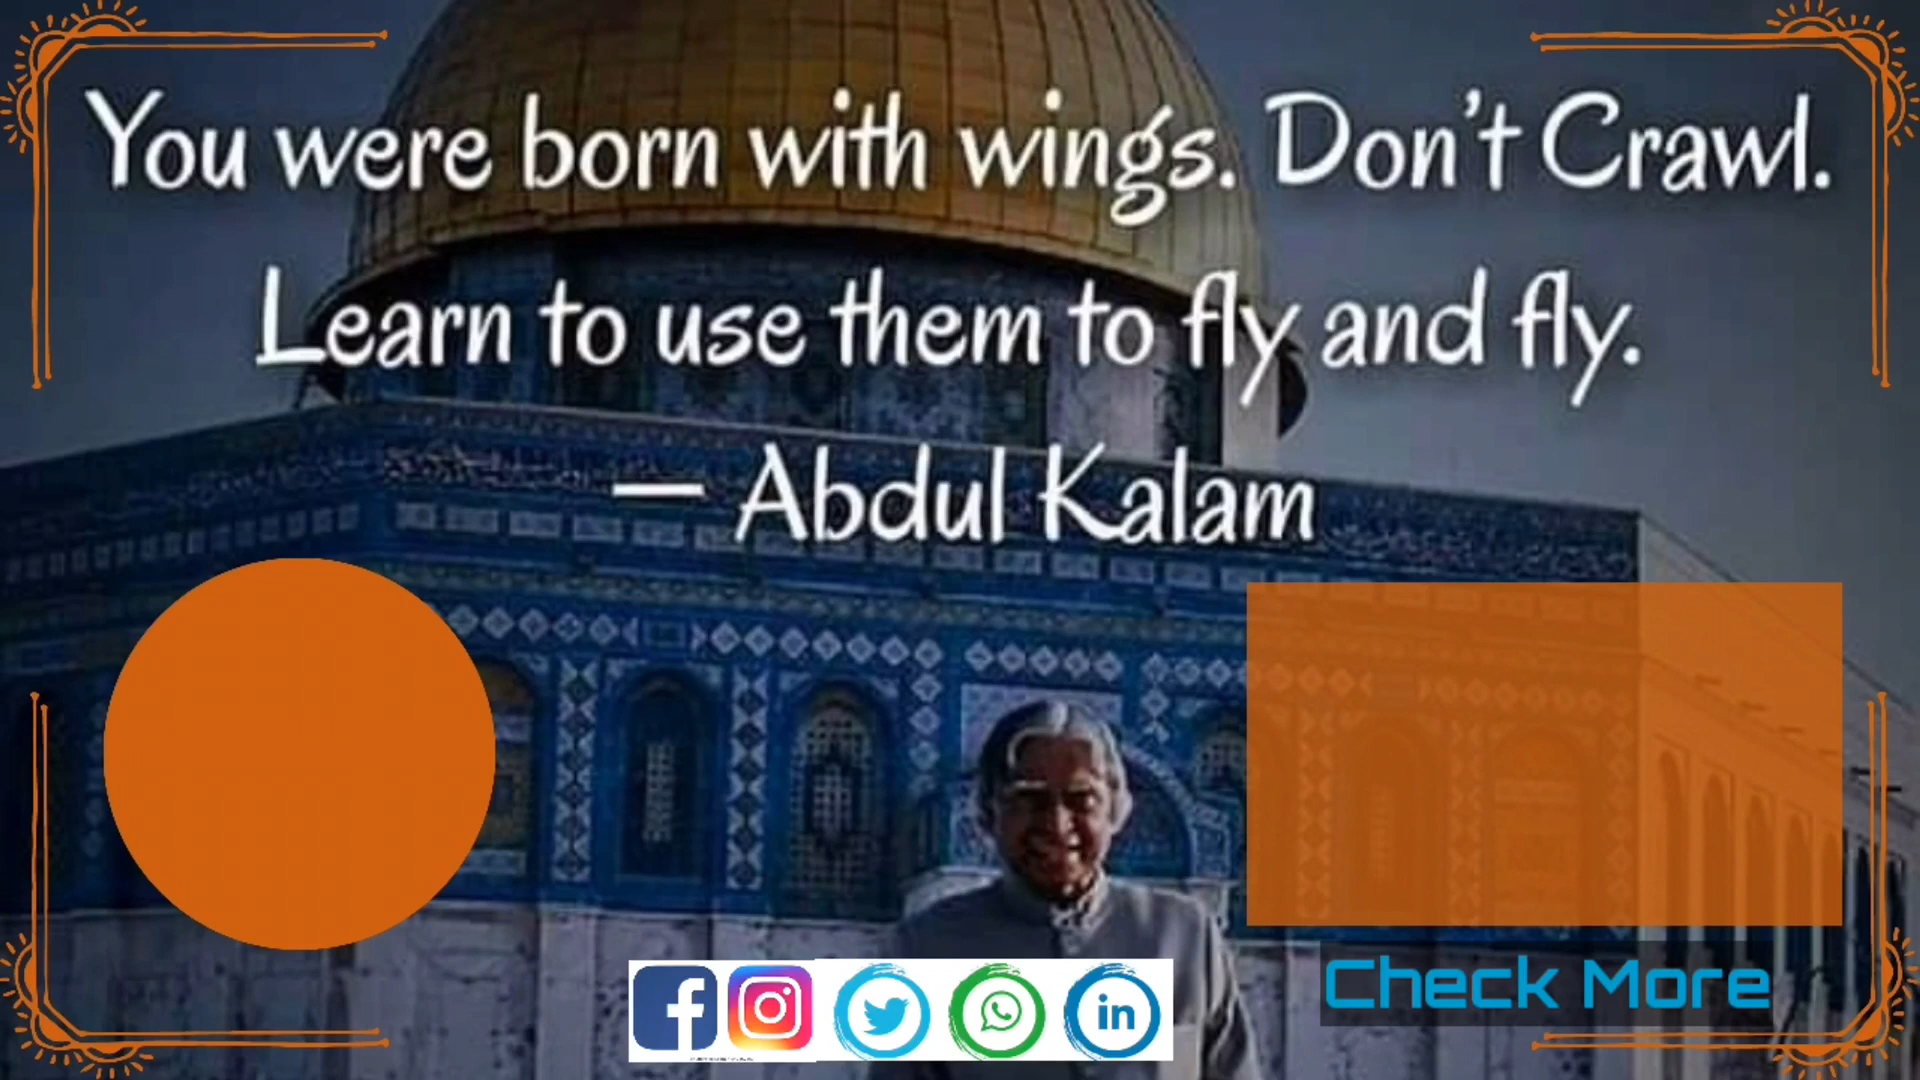 You were born with wings. Don't Crawl.
Learn to use them to fly and fly.
— Abdul Kalam
f
in
Check More